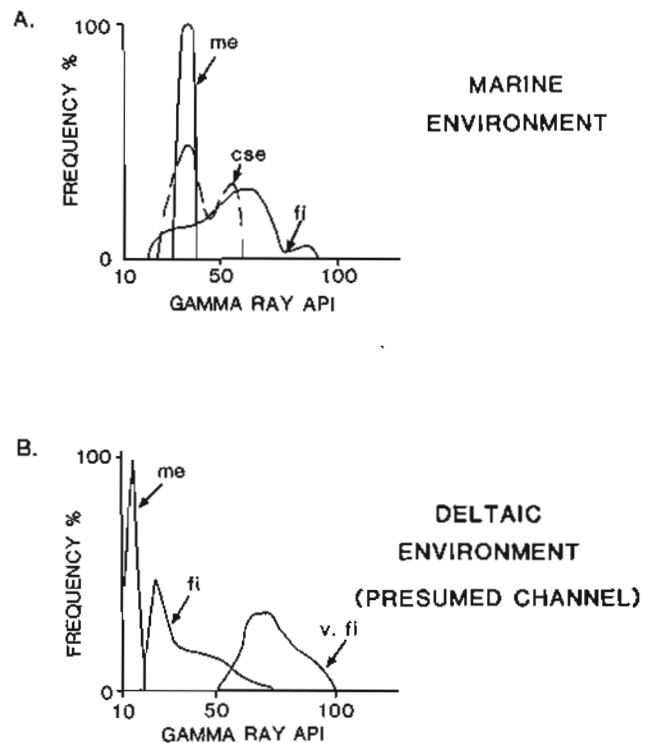 A.
100
me
MARINE
ENVIRONMENT
FREQUENCY %
cse
fi
0
10
50
100
GAMMA RAY API
B.
100
me
DELTAIC
ENVIRONMENT
(PRESUMED CHANNEL)
FREQUENCY %
fi
v. fi
0
10
50
100
GAMMA RAY API